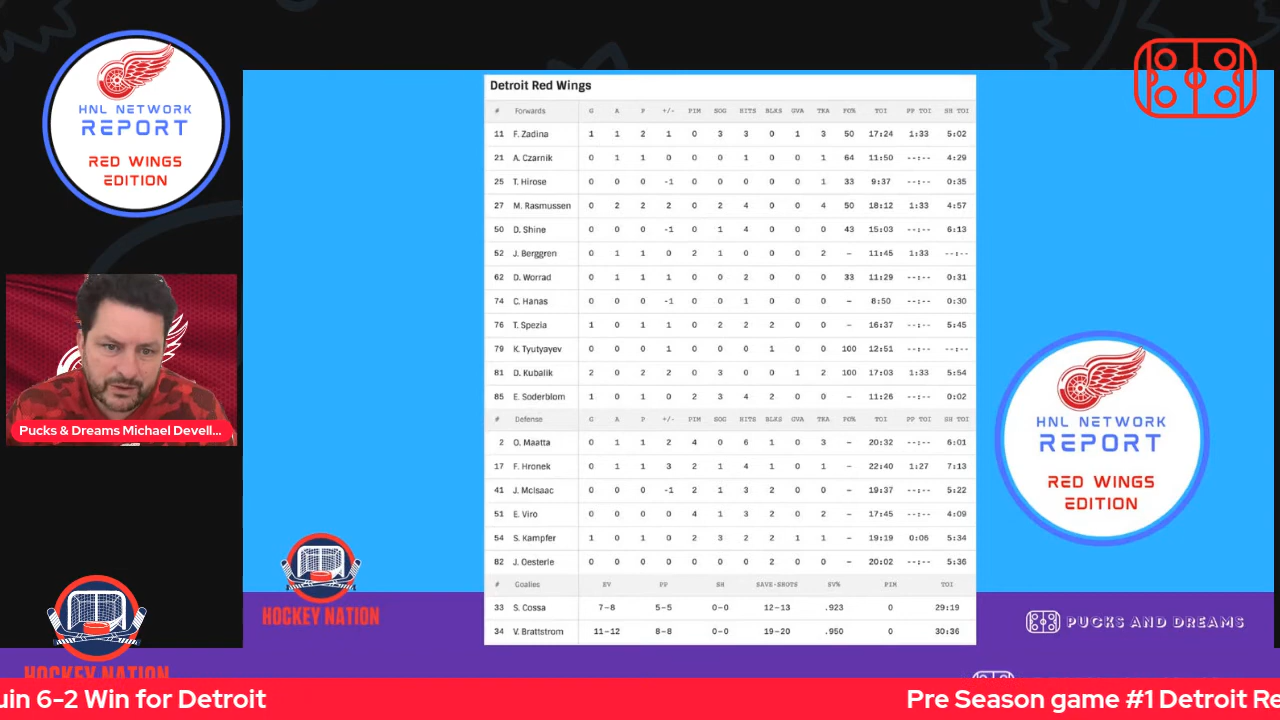 HNL NETWORK
REPORT
RED WINGS
EDITION
Pucks & Dreams Michael Devell...
Detroit Red Wings
# Forwards G A P +/- PIM SOG HITS BLKS GVA TKA FO% TOI PP TOI SH TOI
11 F. Zadina 1 1 2 1 0 3 3 0 1 3 50 17:24 1:33 5:02
21 A. Czarnik 0 1 1 0 0 0 1 0 0 1 64 11:50 --:-- 4:29
25 T. Hirose 0 0 0 -1 0 0 0 0 0 1 33 9:37 --:-- 0:35
27 M. Rasmussen 0 2 2 2 0 2 4 0 0 4 50 18:12 1:33 4:57
50 D. Shine 0 0 0 -1 0 1 4 0 0 0 43 15:03 --:-- 6:13
52 J. Berggren 0 1 1 0 2 1 0 0 0 2 - 11:45 1:33 --:--
62 D. Worrad 0 1 1 1 0 0 2 0 0 0 33 11:29 --:-- 0:31
74 C. Hanas 0 0 0 -1 0 0 1 0 0 0 - 8:50 --:-- 0:30
76 T. Spezia 1 0 1 1 0 2 2 2 0 0 - 16:37 --:-- 5:45
79 K. Tyutyayev 0 0 0 1 0 0 0 1 0 0 100 12:51 --:-- --:--
81 D. Kubalik 2 0 2 2 0 3 0 0 1 2 100 17:03 1:33 5:54
85 E. Soderblom 1 0 1 0 2 3 4 2 0 0 - 11:26 --:-- 0:02
# Defense G A P +/- PIM SOG HITS BLKS GVA TKA FO% TOI PP TOI SH TOI
2 O. Maatta 0 1 1 2 4 0 6 1 0 3 - 20:32 --:-- 6:01
17 F. Hronek 0 1 1 3 2 1 4 1 0 1 - 22:40 1:27 7:13
41 J. McIsaac 0 0 0 -1 2 1 3 2 0 0 - 19:37 --:-- 5:22
51 E. Viro 0 0 0 0 4 1 3 2 0 2 - 17:45 --:-- 4:09
54 S. Kampfer 1 0 1 0 2 3 2 2 1 1 - 19:19 0:06 5:34
82 J. Oesterle 0 0 0 0 0 0 0 2 0 0 - 20:02 --:-- 5:36
# Goalies EV PP SH SAVE-SHOTS SV% PIM TOI
33 S. Cossa 7-8 5-5 0-0 12-13 .923 0 29:19
34 V. Brattstrom 11-12 8-8 0-0 19-20 .950 0 30:36
HNL NETWORK
REPORT
RED WINGS
EDITION
HOCKEY NATION
PUCKS AND DREAMS
HOCKEY NATION
uin 6-2 Win for Detroit
Pre Season game #1 Detroit Re